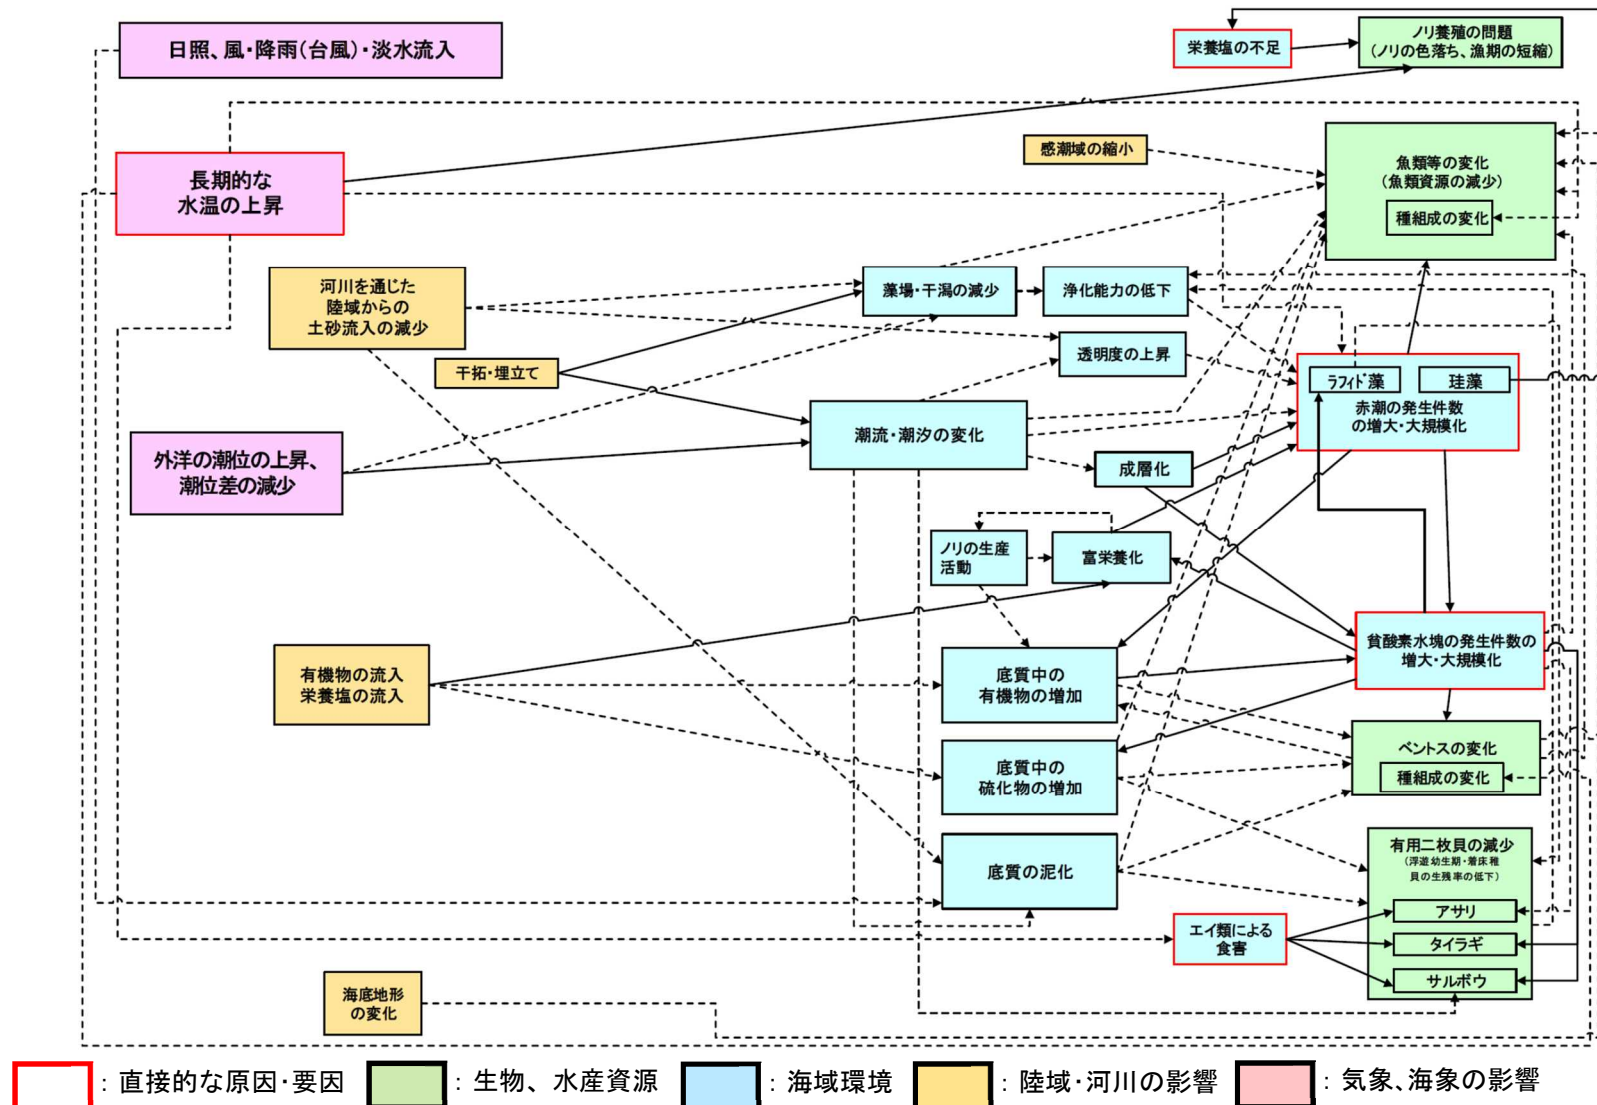 日照、風・降雨(台風)・淡水流入
栄養塩の不足
ノリ養殖の問題
(ノリの色落ち、漁期の短縮)
長期的な
水温の上昇
感潮域の縮小
魚類等の変化
(魚類資源の減少)
種組成の変化
河川を通じた
陸域からの
土砂流入の減少
藻場・干潟の減少
浄化能力の低下
透明度の上昇
干拓・埋立て
ラフィド藻
珪藻
赤潮の発生件数
の増大・大規模化
潮流・潮汐の変化
外洋の潮位の上昇、
潮位差の減少
成層化
ノリの生産
活動
富栄養化
貧酸素水塊の発生件数の
増大・大規模化
有機物の流入
栄養塩の流入
底質中の
有機物の増加
ベントスの変化
種組成の変化
底質中の
硫化物の増加
有用二枚貝の減少
(浮遊幼生期・着床稚
貝の生残率の低下)
底質の泥化
アサリ
エイ類による
食害
タイラギ
サルボウ
海底地形
の変化
：直接的な原因・要因
：生物、水産資源
：海域環境
：陸域・河川の影響
：気象、海象の影響